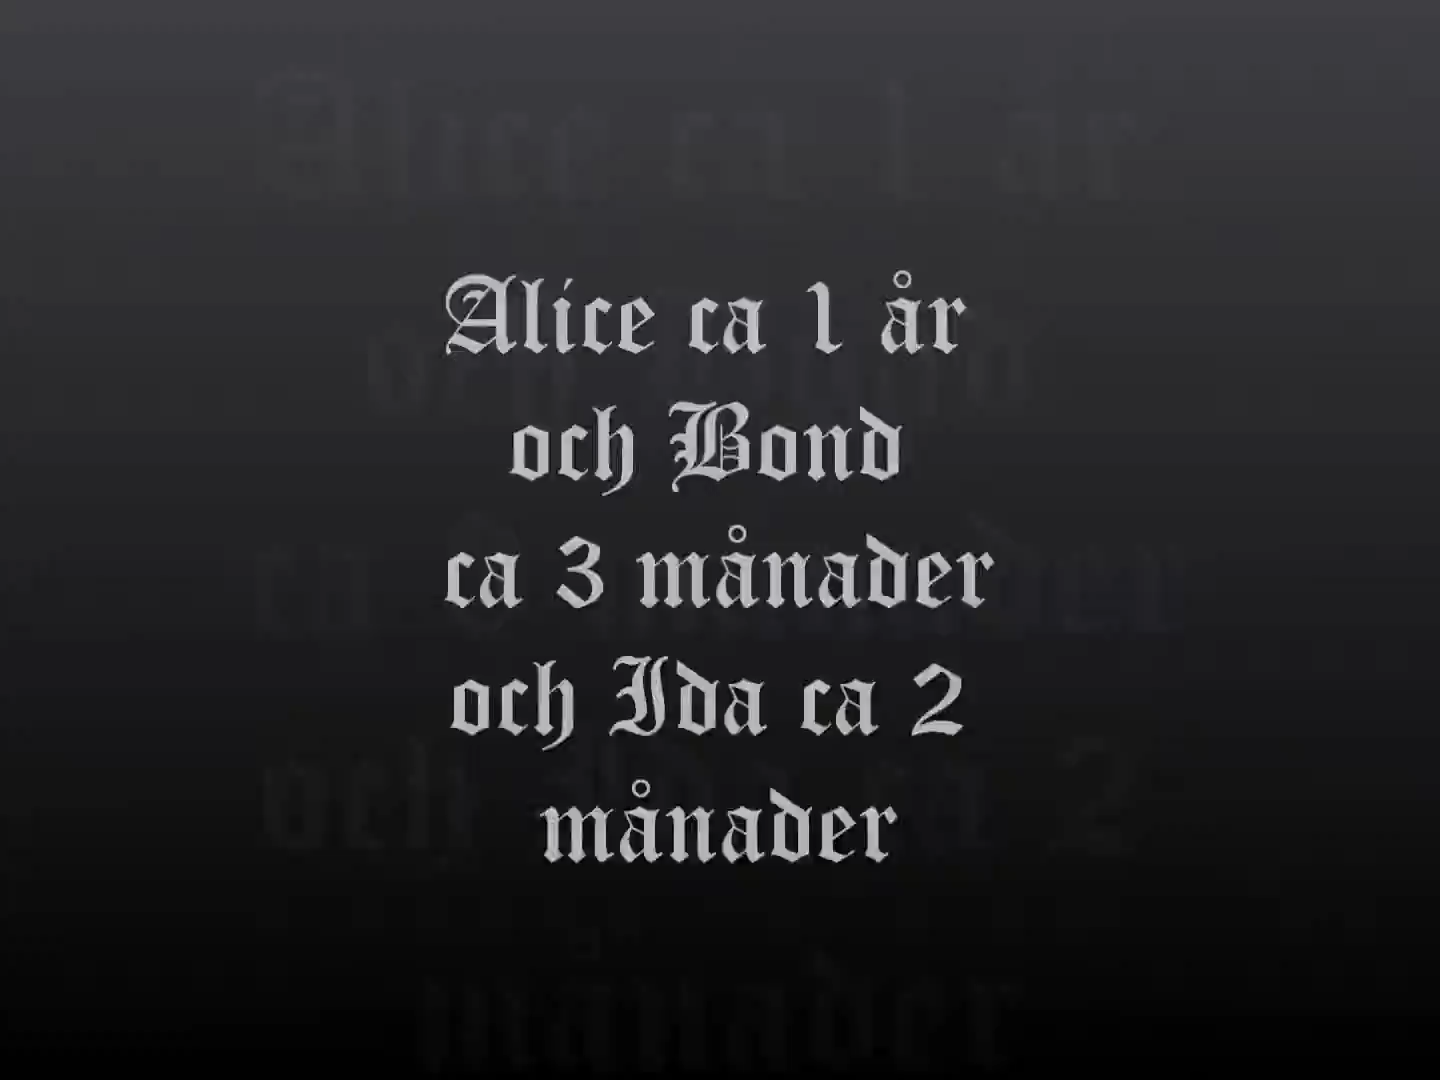 Alice ca 1 år
och Bond
ca 3 månader
och Ida ca 2
månader